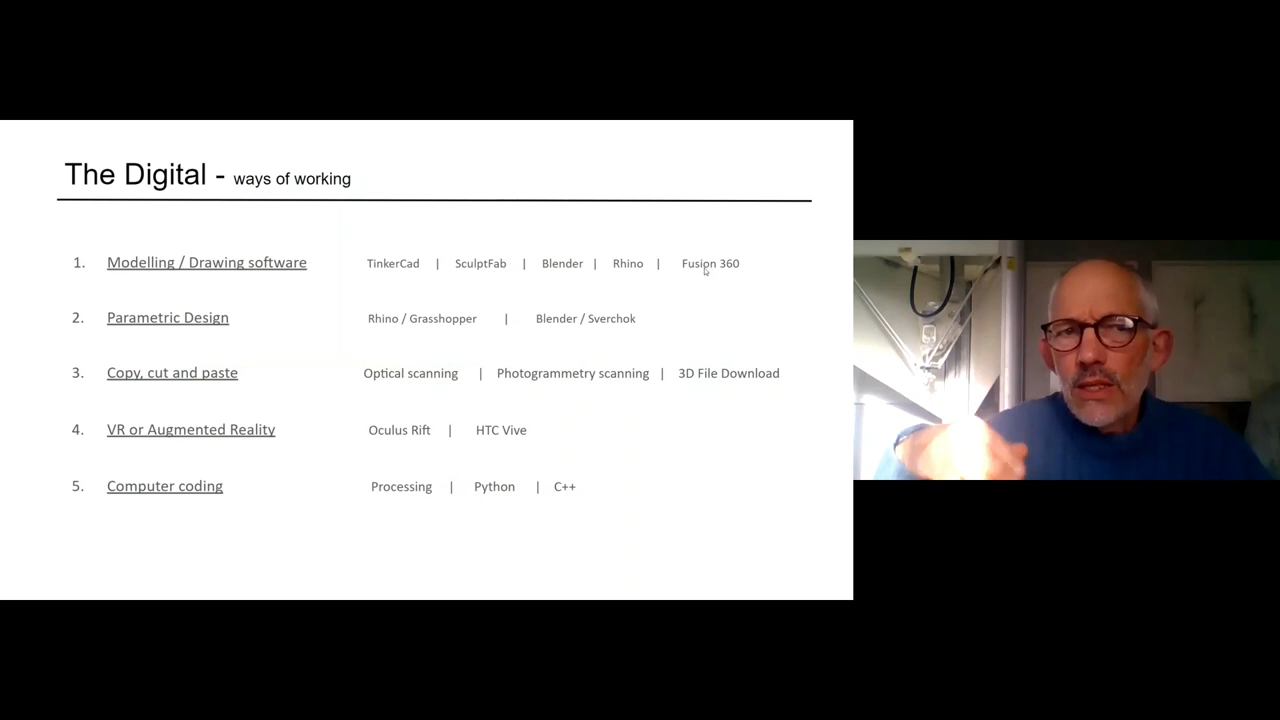 The Digital - ways of working
1. Modelling / Drawing software TinkerCad | SculptFab | Blender | Rhino | Fusion 360
2. Parametric Design Rhino / Grasshopper | Blender / Sverchok
3. Copy, cut and paste Optical scanning | Photogrammetry scanning | 3D File Download
4. VR or Augmented Reality Oculus Rift | HTC Vive
5. Computer coding Processing | Python | C++